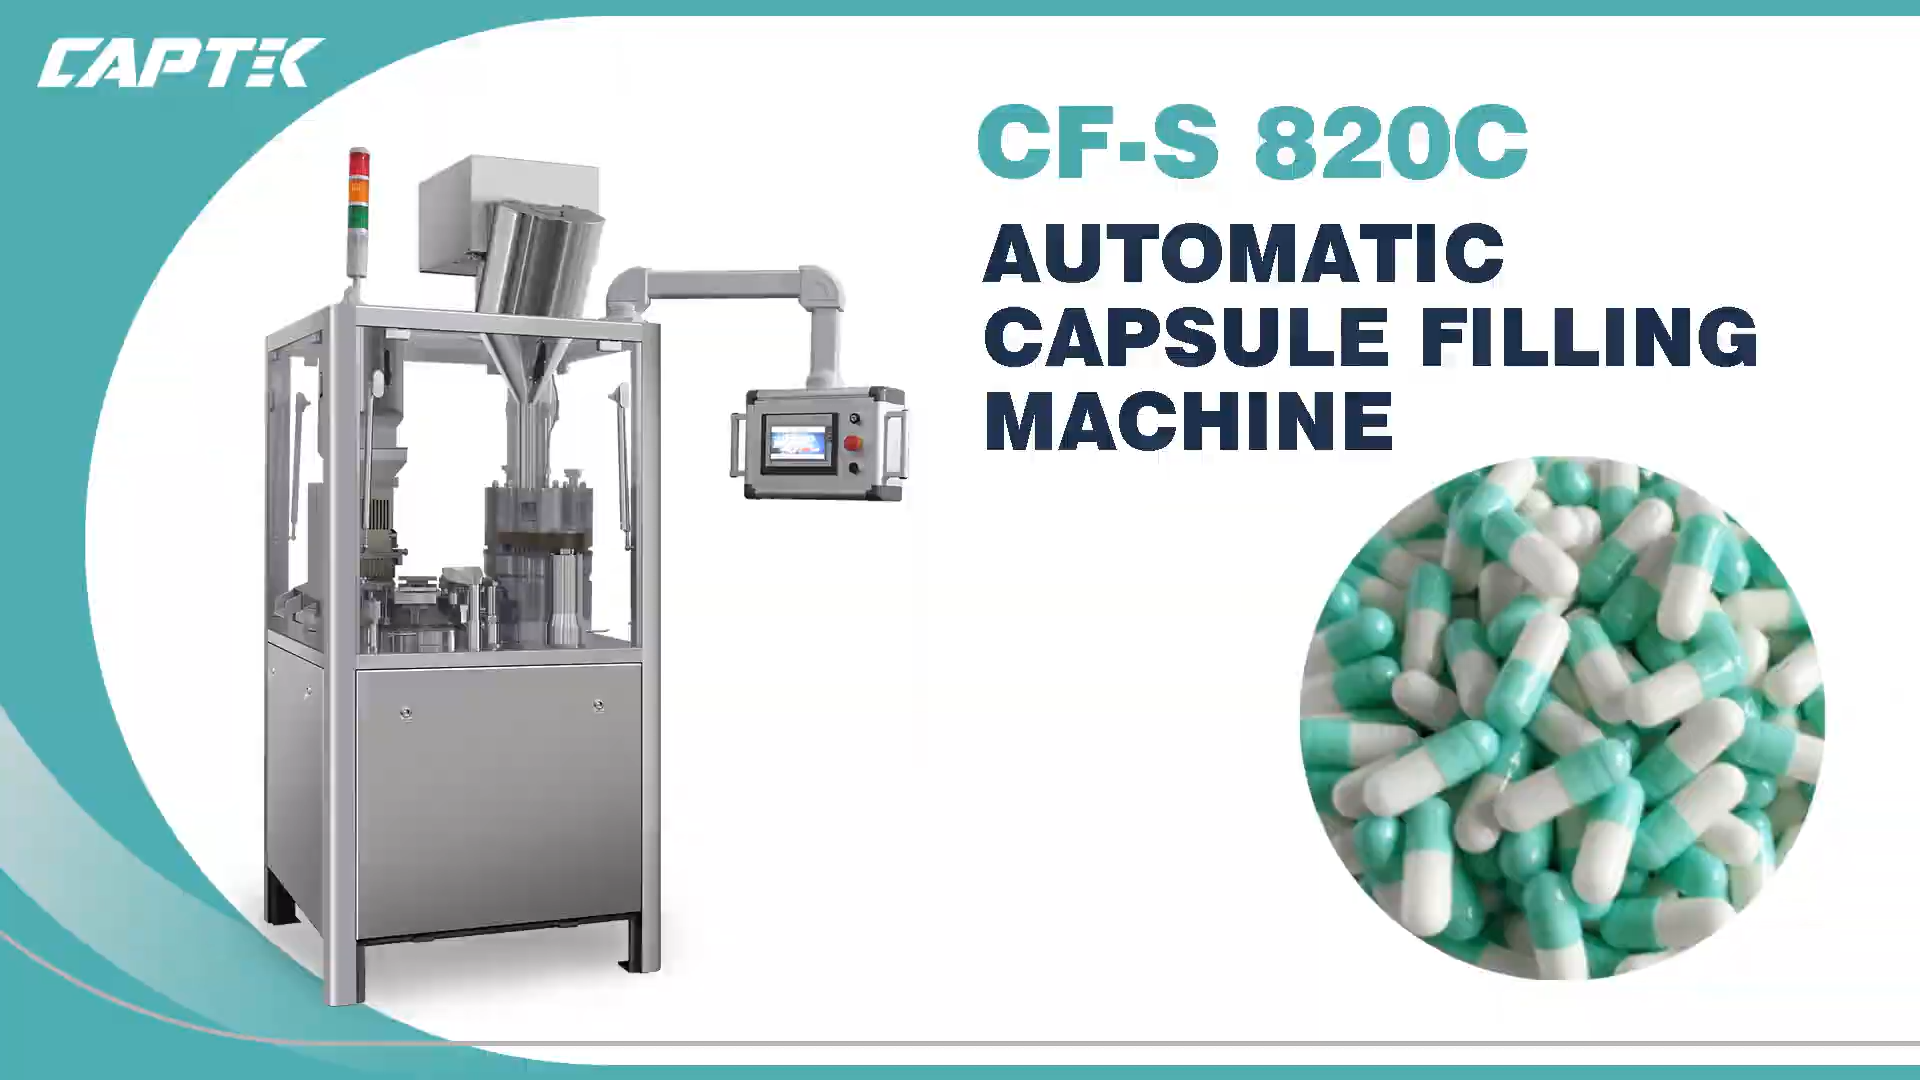 CAPTEK
CF-S 820C
AUTOMATIC
CAPSULE FILLING
MACHINE